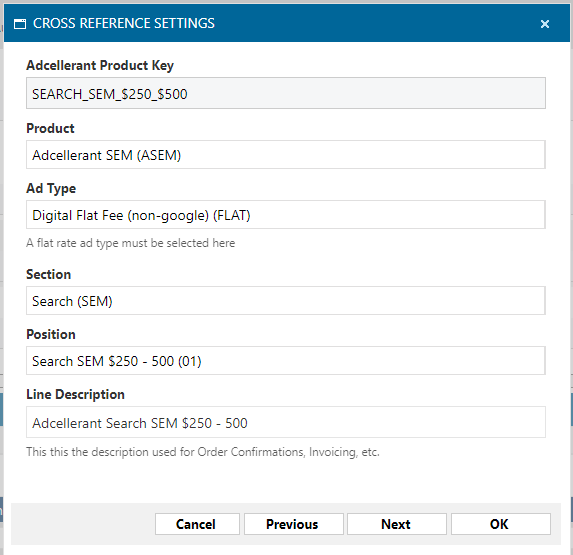 CROSS REFERENCE SETTINGS
Adcellerant Product Key
SEARCH_SEM_$250_$500
Product
Adcellerant SEM (ASEM)
Ad Type
Digital Flat Fee (non-google) (FLAT)
A flat rate ad type must be selected here
Section
Search (SEM)
Position
Search SEM $250 - 500 (01)
Line Description
Adcellerant Search SEM $250 - 500
This this the description used for Order Confirmations, Invoicing, etc.
Cancel Previous Next OK